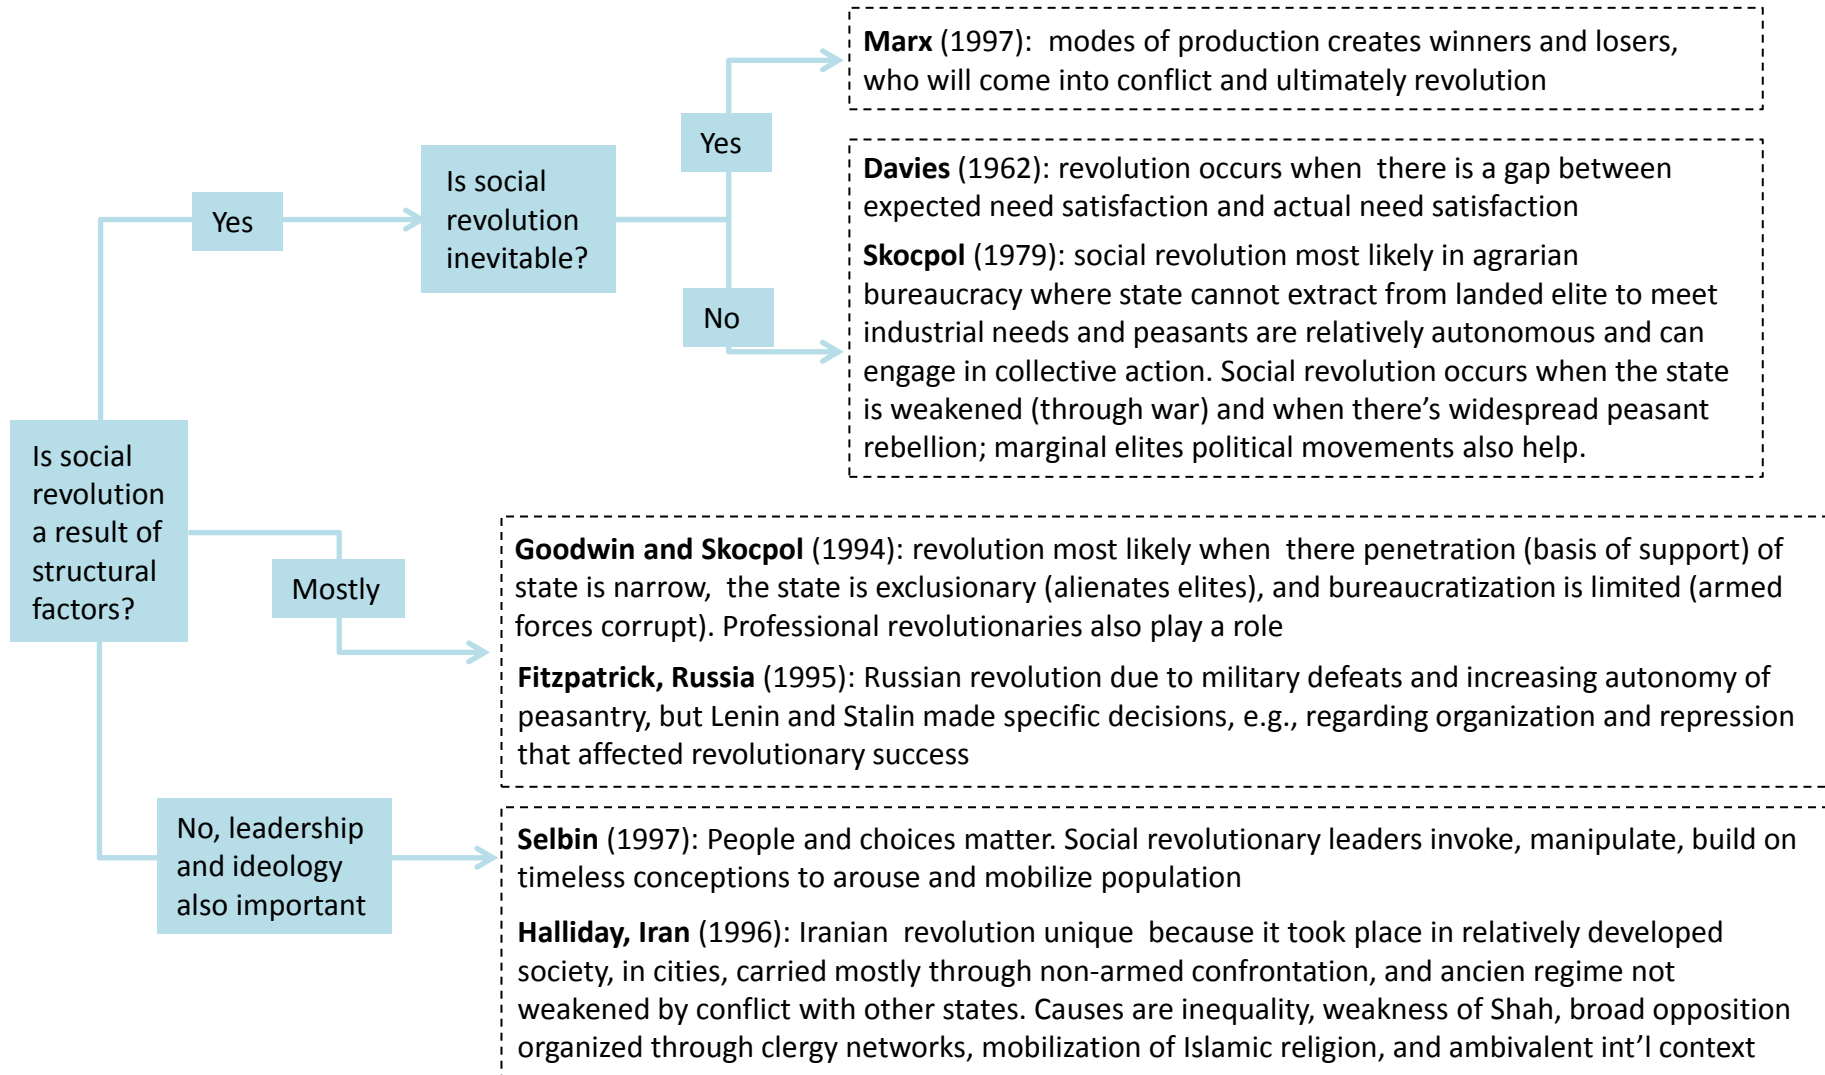 Is social
revolution
a result of
structural
factors?
Yes
Is social
revolution
inevitable?
Yes
Marx (1997):  modes of production creates winners and losers,
who will come into conflict and ultimately revolution
No
Davies (1962): revolution occurs when  there is a gap between
expected need satisfaction and actual need satisfaction
Skocpol (1979): social revolution most likely in agrarian
bureaucracy where state cannot extract from landed elite to meet
industrial needs and peasants are relatively autonomous and can
engage in collective action. Social revolution occurs when the state
is weakened (through war) and when there's widespread peasant
rebellion; marginal elites political movements also help.
Mostly
Goodwin and Skocpol (1994): revolution most likely when  there penetration (basis of support) of
state is narrow,  the state is exclusionary (alienates elites), and bureaucratization is limited (armed
forces corrupt). Professional revolutionaries also play a role
Fitzpatrick, Russia (1995): Russian revolution due to military defeats and increasing autonomy of
peasantry, but Lenin and Stalin made specific decisions, e.g., regarding organization and repression
that affected revolutionary success
No, leadership
and ideology
also important
Selbin (1997): People and choices matter. Social revolutionary leaders invoke, manipulate, build on
timeless conceptions to arouse and mobilize population
Halliday, Iran (1996): Iranian  revolution unique  because it took place in relatively developed
society, in cities, carried mostly through non-armed confrontation, and ancien regime not
weakened by conflict with other states. Causes are inequality, weakness of Shah, broad opposition
organized through clergy networks, mobilization of Islamic religion, and ambivalent int'l context